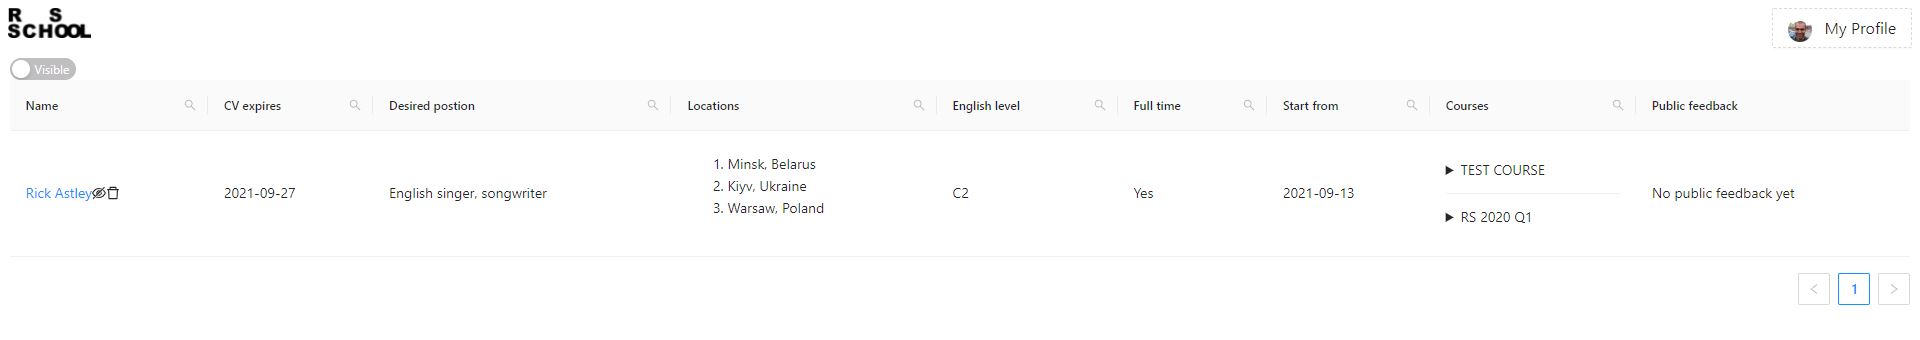 R S
SCHOOL
My Profile
Visible
Name CV expires Desired postion Locations English level Full time Start from Courses Public feedback
Rick Astley 2021-09-27 English singer, songwriter
1. Minsk, Belarus
2. Kiyv, Ukraine
3. Warsaw, Poland
C2 Yes 2021-09-13
TEST COURSE
RS 2020 Q1
No public feedback yet
1